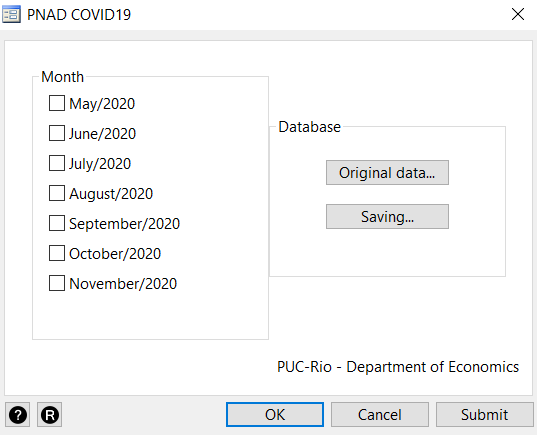 PNAD COVID19
Month
May/2020
June/2020
July/2020
August/2020
September/2020
October/2020
November/2020
Database
Original data...
Saving...
PUC-Rio - Department of Economics
?
R
OK
Cancel
Submit